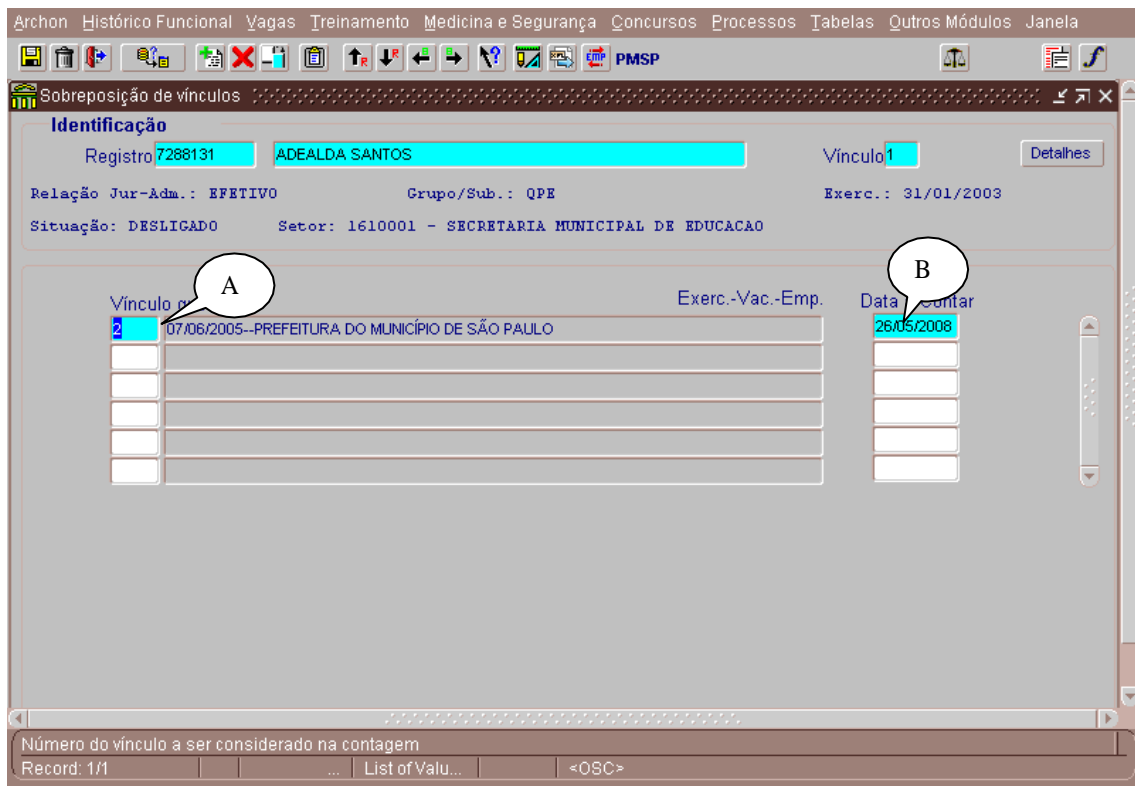 Archon Histórico Funcional Vagas Treinamento Medicina e Segurança Concursos Processos Tabelas Outros Módulos Janela
PMSP
Sobreposição de vínculos
Identificação
Registro 7288131 ADEALDA SANTOS Vínculo 1 Detalhes
Relação Jur-Adm.: EFETIVO Grupo/Sub.: QPE Exerc.: 31/01/2003
Situação: DESLIGADO Setor: 1610001 - SECRETARIA MUNICIPAL DE EDUCACAO
A B
Vínculo Exerc.-Vac.-Emp. Data Contar
2 07/06/2005--PREFEITURA DO MUNICÍPIO DE SÃO PAULO 26/05/2008
Número do vínculo a ser considerado na contagem
Record: 1/1 ... List of Valu... <OSC>